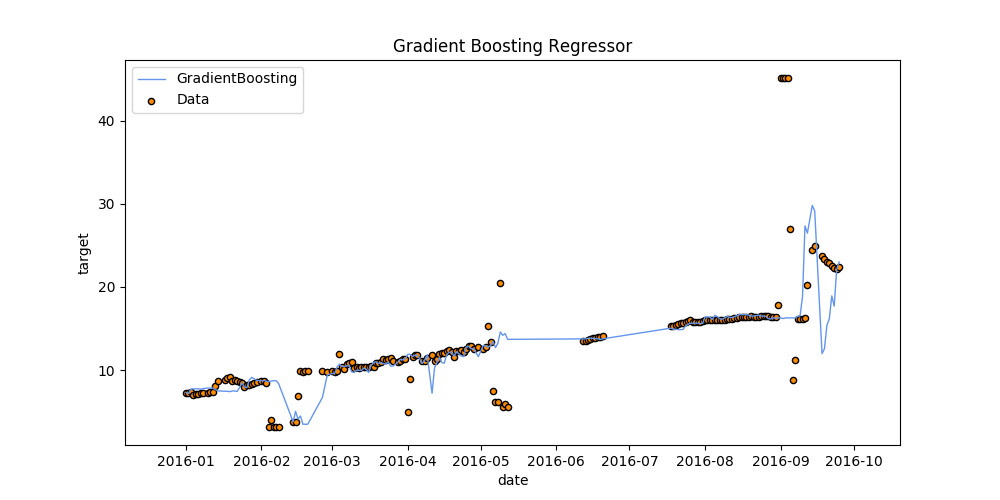 Gradient Boosting Regressor
GradientBoosting
Data
target
40
30
20
10
2016-01 2016-02 2016-03 2016-04 2016-05 2016-06 2016-07 2016-08 2016-09 2016-10
date